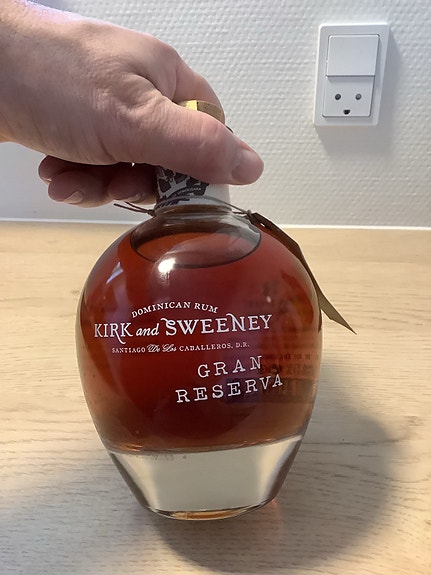 DOMINICAN RUM
KIRK and SWEENEY
SANTIAGO De Los CABALLEROS, D.R.
GRAN
RESERVA